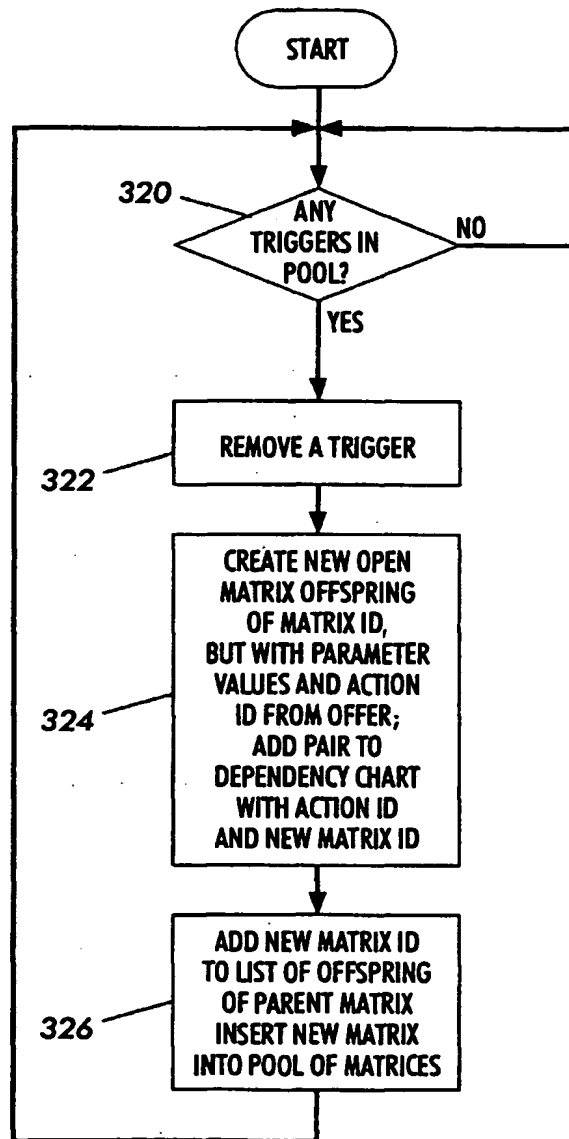 START
320
ANY
TRIGGERS IN
POOL?
NO
YES
322
REMOVE A TRIGGER
324
CREATE NEW OPEN
MATRIX OFFSPRING
OF MATRIX ID,
BUT WITH PARAMETER
VALUES AND ACTION
ID FROM OFFER;
ADD PAIR TO
DEPENDENCY CHART
WITH ACTION ID
AND NEW MATRIX ID
326
ADD NEW MATRIX ID
TO LIST OF OFFSPRING
OF PARENT MATRIX
INSERT NEW MATRIX
INTO POOL OF MATRICES